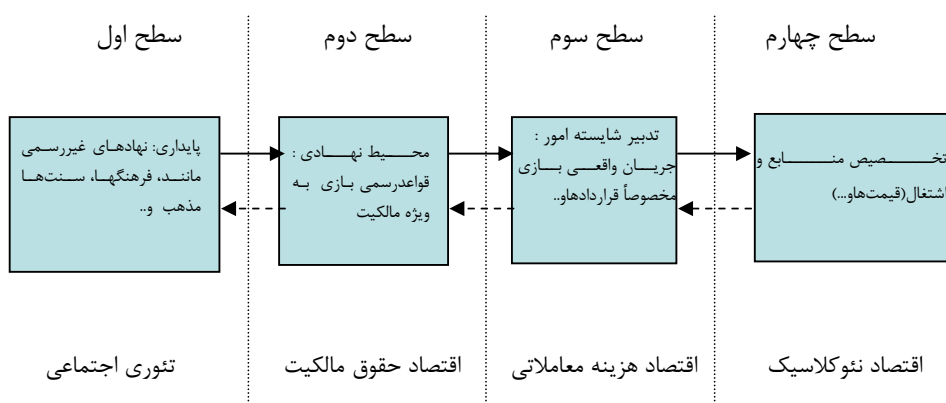 سطح اول
سطح دوم
سطح سوم
سطح چهارم
پایداری: نهادهای غیررسمی
مانند، فرهنگها، سنت‌ها
مذهب و..
محیط نهادی :
قواعدرسمی بازی به
ویژه مالکیت
تدبیر شایسته امور :
جریان واقعی بازی
مخصوصاً قراردادهاو..
تخصیص منابع و
اشتغال(قیمت‌هاو...)
تئوری اجتماعی
اقتصاد حقوق مالکیت
اقتصاد هزینه معاملاتی
اقتصاد نئوکلاسیک